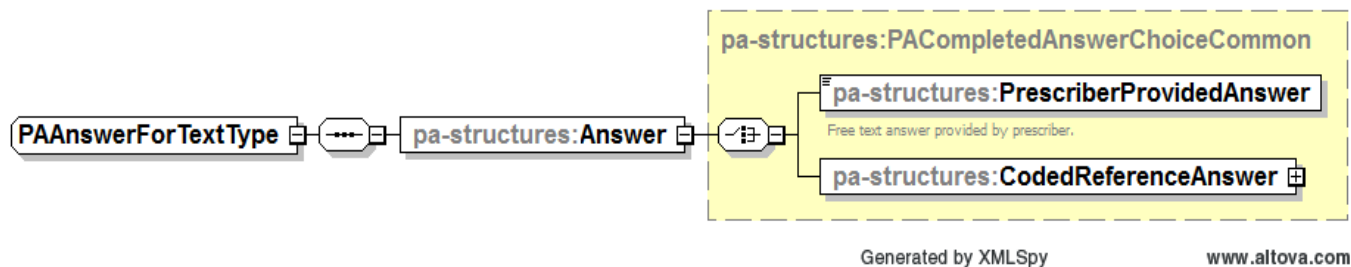 pa-structures:PACompletedAnswerChoiceCommon
pa-structures:PrescriberProvidedAnswer
PAAnswerForTextType
pa-structures:Answer
Free text answer provided by prescriber.
pa-structures:CodedReferenceAnswer
Generated by XMLSpy www.altova.com